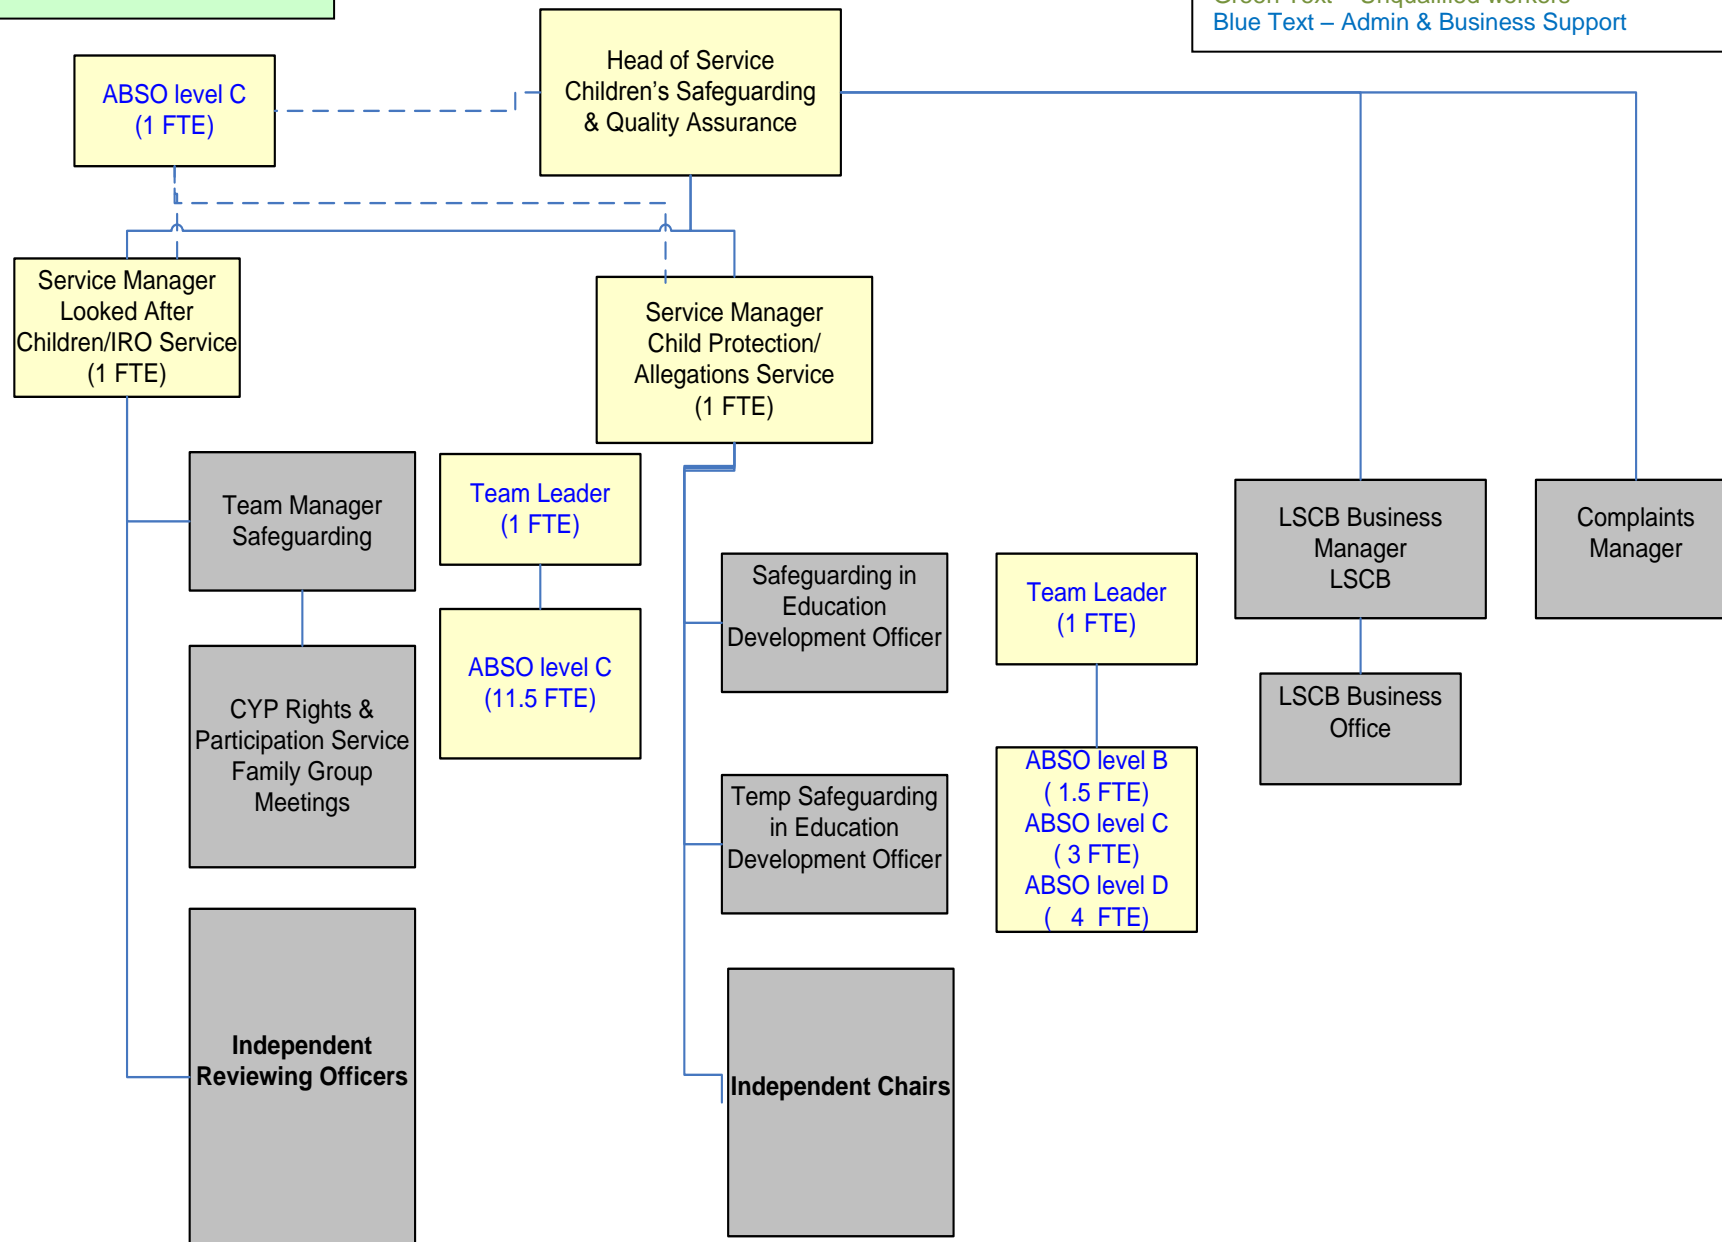 Green Text – Unqualified workers
Blue Text – Admin & Business Support
Head of Service
Children's Safeguarding
& Quality Assurance
ABSO level C
(1 FTE)
Service Manager
Looked After
Children/IRO Service
(1 FTE)
Service Manager
Child Protection/
Allegations Service
(1 FTE)
Team Manager
Safeguarding
Team Leader
(1 FTE)
Safeguarding in
Education
Development Officer
Team Leader
(1 FTE)
LSCB Business
Manager
LSCB
Complaints
Manager
CYP Rights &
Participation Service
Family Group
Meetings
ABSO level C
(11.5 FTE)
LSCB Business
Office
Temp Safeguarding
in Education
Development Officer
ABSO level B
( 1.5 FTE)
ABSO level C
( 3 FTE)
ABSO level D
(   4  FTE)
Independent
Reviewing Officers
Independent Chairs